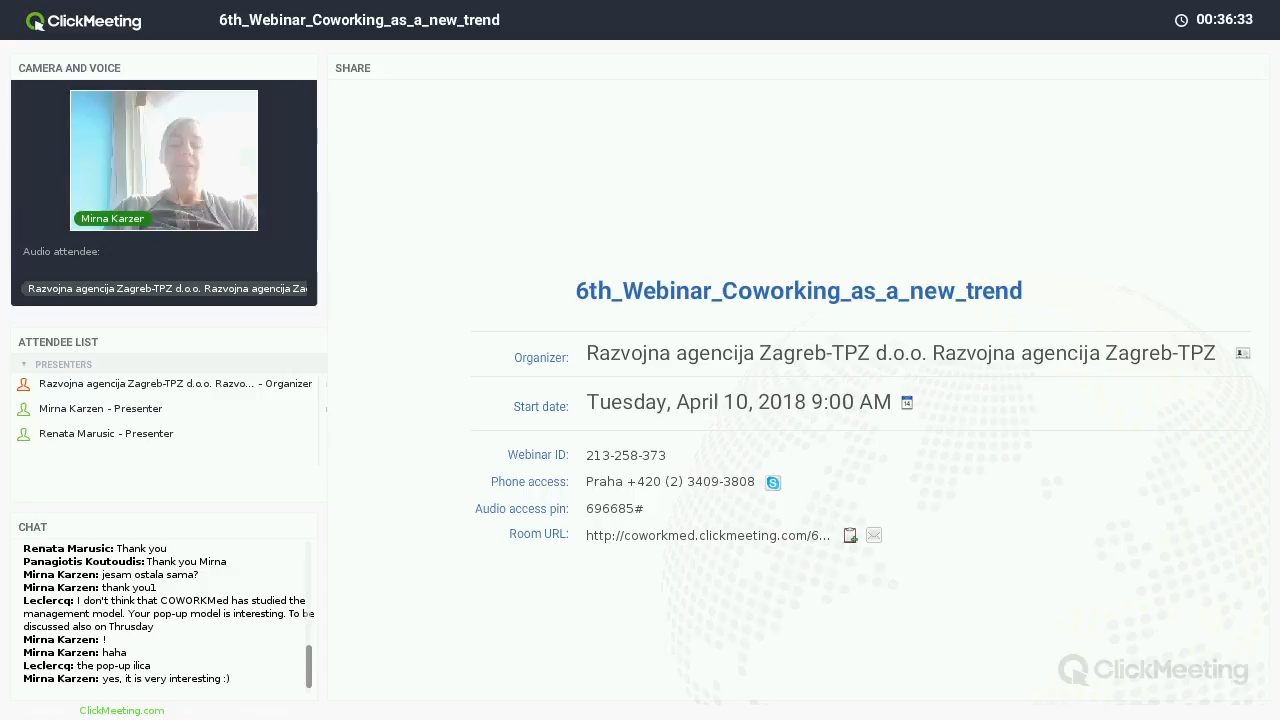 ClickMeeting
6th_Webinar_Coworking_as_a_new_trend
00:36:33
CAMERA AND VOICE
Mirna Karzen
Audio attendee:
Razvojna agencija Zagreb-TPZ d.o.o. Razvojna agencija Za
ATTENDEE LIST
PRESENTERS
Razvojna agencija Zagreb-TPZ d.o.o. Razvo... - Organizer
Mirna Karzen - Presenter
Renata Marusic - Presenter
CHAT
Renata Marusic: Thank you
Panagiotis Koutoudis: Thank you Mirna
Mirna Karzen: jesam ostala sama?
Mirna Karzen: thank you1
Leclercq: I don't think that COWORKMed has studied the
management model. Your pop-up model is interesting. To be
discussed also on Thrusday
Mirna Karzen: !
Mirna Karzen: haha
Leclercq: the pop-up ilica
Mirna Karzen: yes, it is very interesting :)
ClickMeeting.com
SHARE
6th_Webinar_Coworking_as_a_new_trend
Organizer: Razvojna agencija Zagreb-TPZ d.o.o. Razvojna agencija Zagreb-TPZ
Start date: Tuesday, April 10, 2018 9:00 AM
14
Webinar ID: 213-258-373
Phone access: Praha +420 (2) 3409-3808
Audio access pin: 696685#
Room URL: http://coworkmed.clickmeeting.com/6...
ClickMeeting